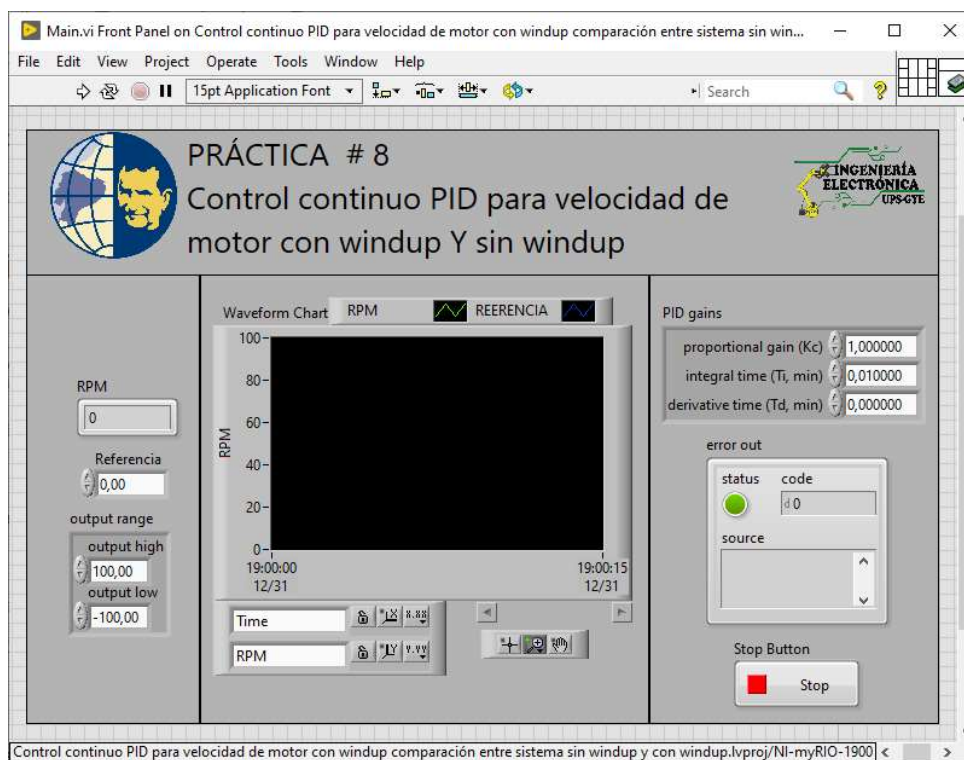 Main.vi Front Panel on Control continuo PID para velocidad de motor con windup comparación entre sistema sin win...
File Edit View Project Operate Tools Window Help
15pt Application Font
Search
PRÁCTICA # 8
Control continuo PID para velocidad de
motor con windup Y sin windup
INGENIERÍA
ELECTRÓNICA
UPS-GYE
RPM
0
Referencia
0,00
output range
output high
100,00
output low
-100,00
Waveform Chart
RPM
REERENCIA
100
80
60
40
20
0
RPM
19:00:00
12/31
19:00:15
12/31
Time
RPM
PID gains
proportional gain (Kc) 1,000000
integral time (Ti, min) 0,010000
derivative time (Td, min) 0,000000
error out
status code
d 0
source
Stop Button
Stop
Control continuo PID para velocidad de motor con windup comparación entre sistema sin windup y con windup.lvproj/NI-myRIO-1900